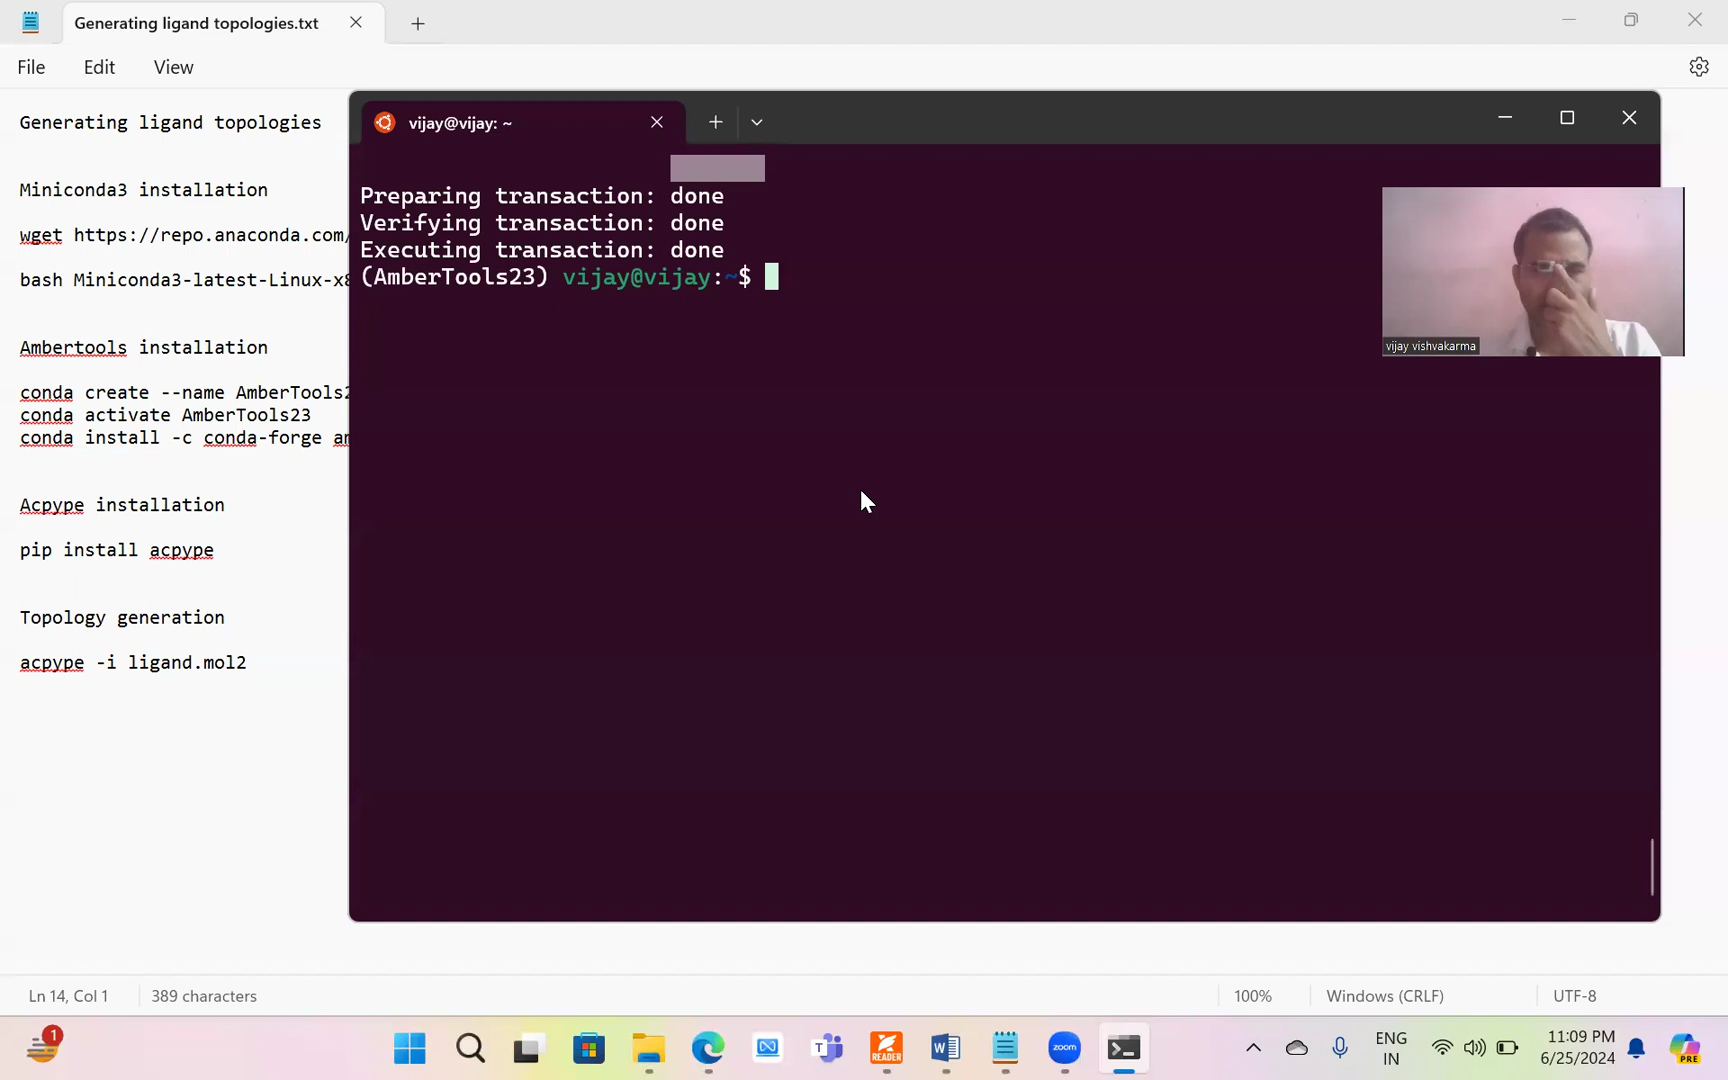 Generating ligand topologies.txt
File Edit View
Generating ligand topologies
Miniconda3 installation
wget https://repo.anaconda.com/
bash Miniconda3-latest-Linux-x8
Ambertools installation
conda create --name AmberTools2
conda activate AmberTools23
conda install -c conda-forge am
Acpype installation
pip install acpype
Topology generation
acpype -i ligand.mol2
vijay@vijay: ~
Preparing transaction: done
Verifying transaction: done
Executing transaction: done
(AmberTools23) vijay@vijay:~$
vijay vishvakarma
Ln 14, Col 1
389 characters
100%
Windows (CRLF)
UTF-8
1
READER
zoom
ENG
IN
11:09 PM
6/25/2024
PRE